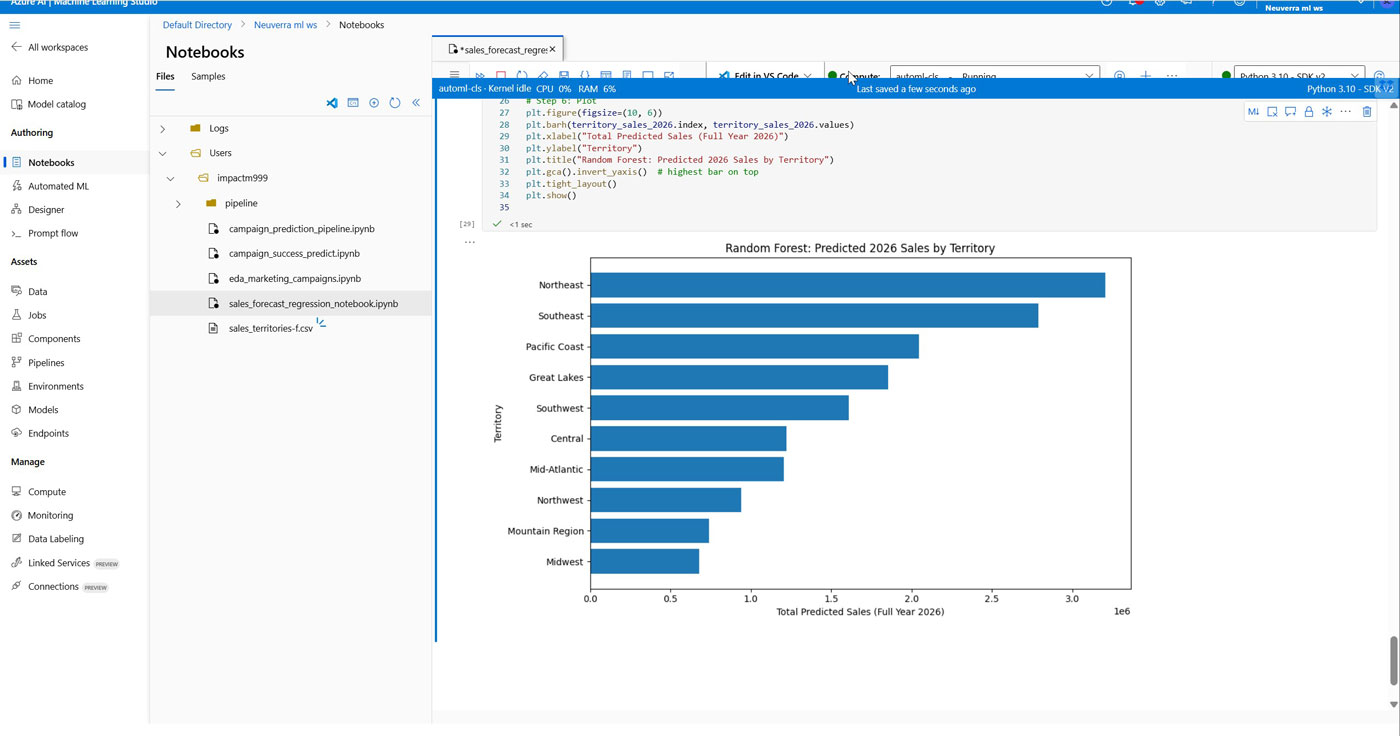 Azure AI | Machine Learning Studio
Neuverra ml ws
Default Directory > Neuverra ml ws > Notebooks
All workspaces
Home
Model catalog
Authoring
Notebooks
Automated ML
Designer
Prompt flow
Assets
Data
Jobs
Components
Pipelines
Environments
Models
Endpoints
Manage
Compute
Monitoring
Data Labeling
Linked Services PREVIEW
Connections PREVIEW
Notebooks
Files Samples
Logs
Users
impactm999
pipeline
campaign_prediction_pipeline.ipynb
campaign_success_predict.ipynb
eda_marketing_campaigns.ipynb
sales_forecast_regression_notebook.ipynb
sales_territories-f.csv
*sales_forecast_regres
Edit in VS Code Compute: automl-cls - Running Python 3.10 - SDK v2
automl-cls · Kernel idle CPU 0% RAM 6% Last saved a few seconds ago Python 3.10 - SDK V2
26 # Step 6: Plot
27 plt.figure(figsize=(10, 6))
28 plt.barh(territory_sales_2026.index, territory_sales_2026.values)
29 plt.xlabel("Total Predicted Sales (Full Year 2026)")
30 plt.ylabel("Territory")
31 plt.title("Random Forest: Predicted 2026 Sales by Territory")
32 plt.gca().invert_yaxis() # highest bar on top
33 plt.tight_layout()
34 plt.show()
35
M↓
[29] <1 sec
Random Forest: Predicted 2026 Sales by Territory
Territory
Northeast
Southeast
Pacific Coast
Great Lakes
Southwest
Central
Mid-Atlantic
Northwest
Mountain Region
Midwest
0.0 0.5 1.0 1.5 2.0 2.5 3.0
1e6
Total Predicted Sales (Full Year 2026)